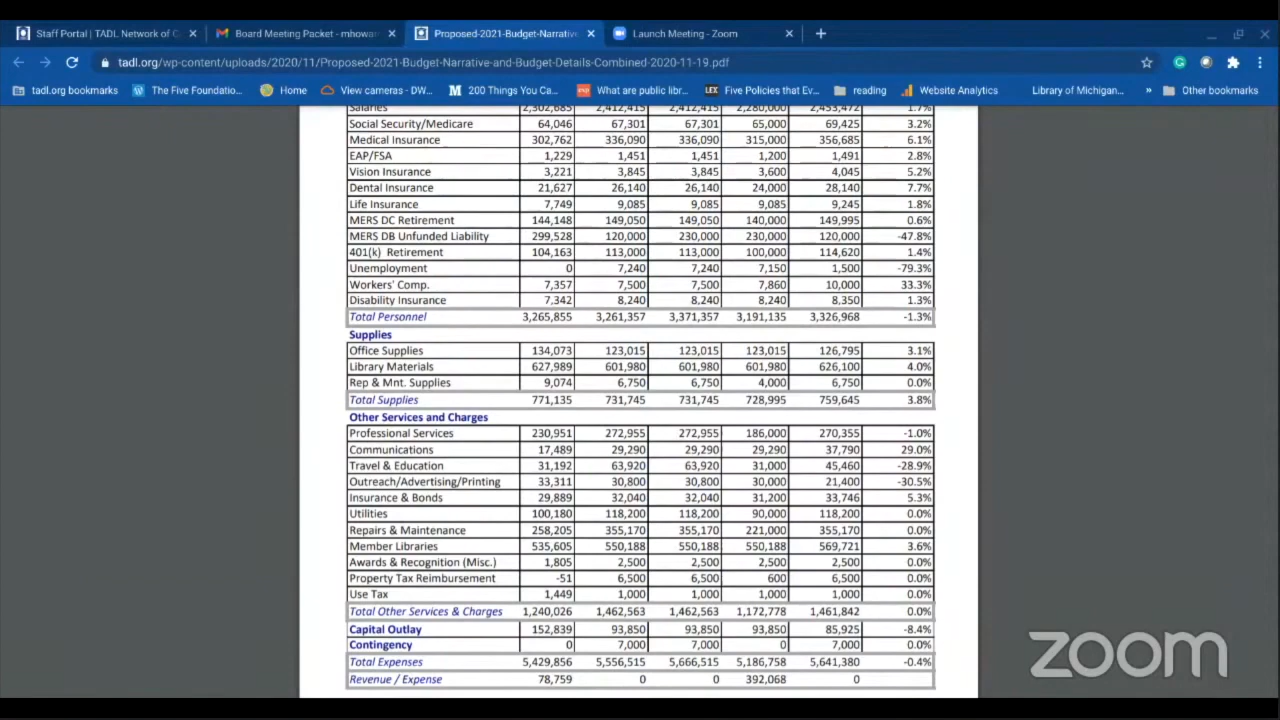 Staff Portal | TADL Network of C Board Meeting Packet - mhowar Proposed-2021-Budget-Narrative Launch Meeting - Zoom
tadl.org/wp-content/uploads/2020/11/Proposed-2021-Budget-Narrative-and-Budget-Details-Combined-2020-11-19.pdf
tadl.org bookmarks The Five Foundatio... Home View cameras - DW... 200 Things You Ca... What are public libr... LEX Five Policies that Ev... reading Website Analytics Library of Michigan... » Other bookmarks
Salaries 2,302,685 2,412,415 2,412,415 2,280,000 2,453,472 1.7%
Social Security/Medicare 64,046 67,301 67,301 65,000 69,425 3.2%
Medical Insurance 302,762 336,090 336,090 315,000 356,685 6.1%
EAP/FSA 1,229 1,451 1,451 1,200 1,491 2.8%
Vision Insurance 3,221 3,845 3,845 3,600 4,045 5.2%
Dental Insurance 21,627 26,140 26,140 24,000 28,140 7.7%
Life Insurance 7,749 9,085 9,085 9,085 9,245 1.8%
MERS DC Retirement 144,148 149,050 149,050 140,000 149,995 0.6%
MERS DB Unfunded Liability 299,528 120,000 230,000 230,000 120,000 -47.8%
401(k) Retirement 104,163 113,000 113,000 100,000 114,620 1.4%
Unemployment 0 7,240 7,240 7,150 1,500 -79.3%
Workers' Comp. 7,357 7,500 7,500 7,860 10,000 33.3%
Disability Insurance 7,342 8,240 8,240 8,240 8,350 1.3%
Total Personnel 3,265,855 3,261,357 3,371,357 3,191,135 3,326,968 -1.3%
Supplies
Office Supplies 134,073 123,015 123,015 123,015 126,795 3.1%
Library Materials 627,989 601,980 601,980 601,980 626,100 4.0%
Rep & Mnt. Supplies 9,074 6,750 6,750 4,000 6,750 0.0%
Total Supplies 771,135 731,745 731,745 728,995 759,645 3.8%
Other Services and Charges
Professional Services 230,951 272,955 272,955 186,000 270,355 -1.0%
Communications 17,489 29,290 29,290 29,290 37,790 29.0%
Travel & Education 31,192 63,920 63,920 31,000 45,460 -28.9%
Outreach/Advertising/Printing 33,311 30,800 30,800 30,000 21,400 -30.5%
Insurance & Bonds 29,889 32,040 32,040 31,200 33,746 5.3%
Utilities 100,180 118,200 118,200 90,000 118,200 0.0%
Repairs & Maintenance 258,205 355,170 355,170 221,000 355,170 0.0%
Member Libraries 535,605 550,188 550,188 550,188 569,721 3.6%
Awards & Recognition (Misc.) 1,805 2,500 2,500 2,500 2,500 0.0%
Property Tax Reimbursement -51 6,500 6,500 600 6,500 0.0%
Use Tax 1,449 1,000 1,000 1,000 1,000 0.0%
Total Other Services & Charges 1,240,026 1,462,563 1,462,563 1,172,778 1,461,842 0.0%
Capital Outlay 152,839 93,850 93,850 93,850 85,925 -8.4%
Contingency 0 7,000 7,000 0 7,000 0.0%
Total Expenses 5,429,856 5,556,515 5,666,515 5,186,758 5,641,380 -0.4%
Revenue / Expense 78,759 0 0 392,068 0
zoom